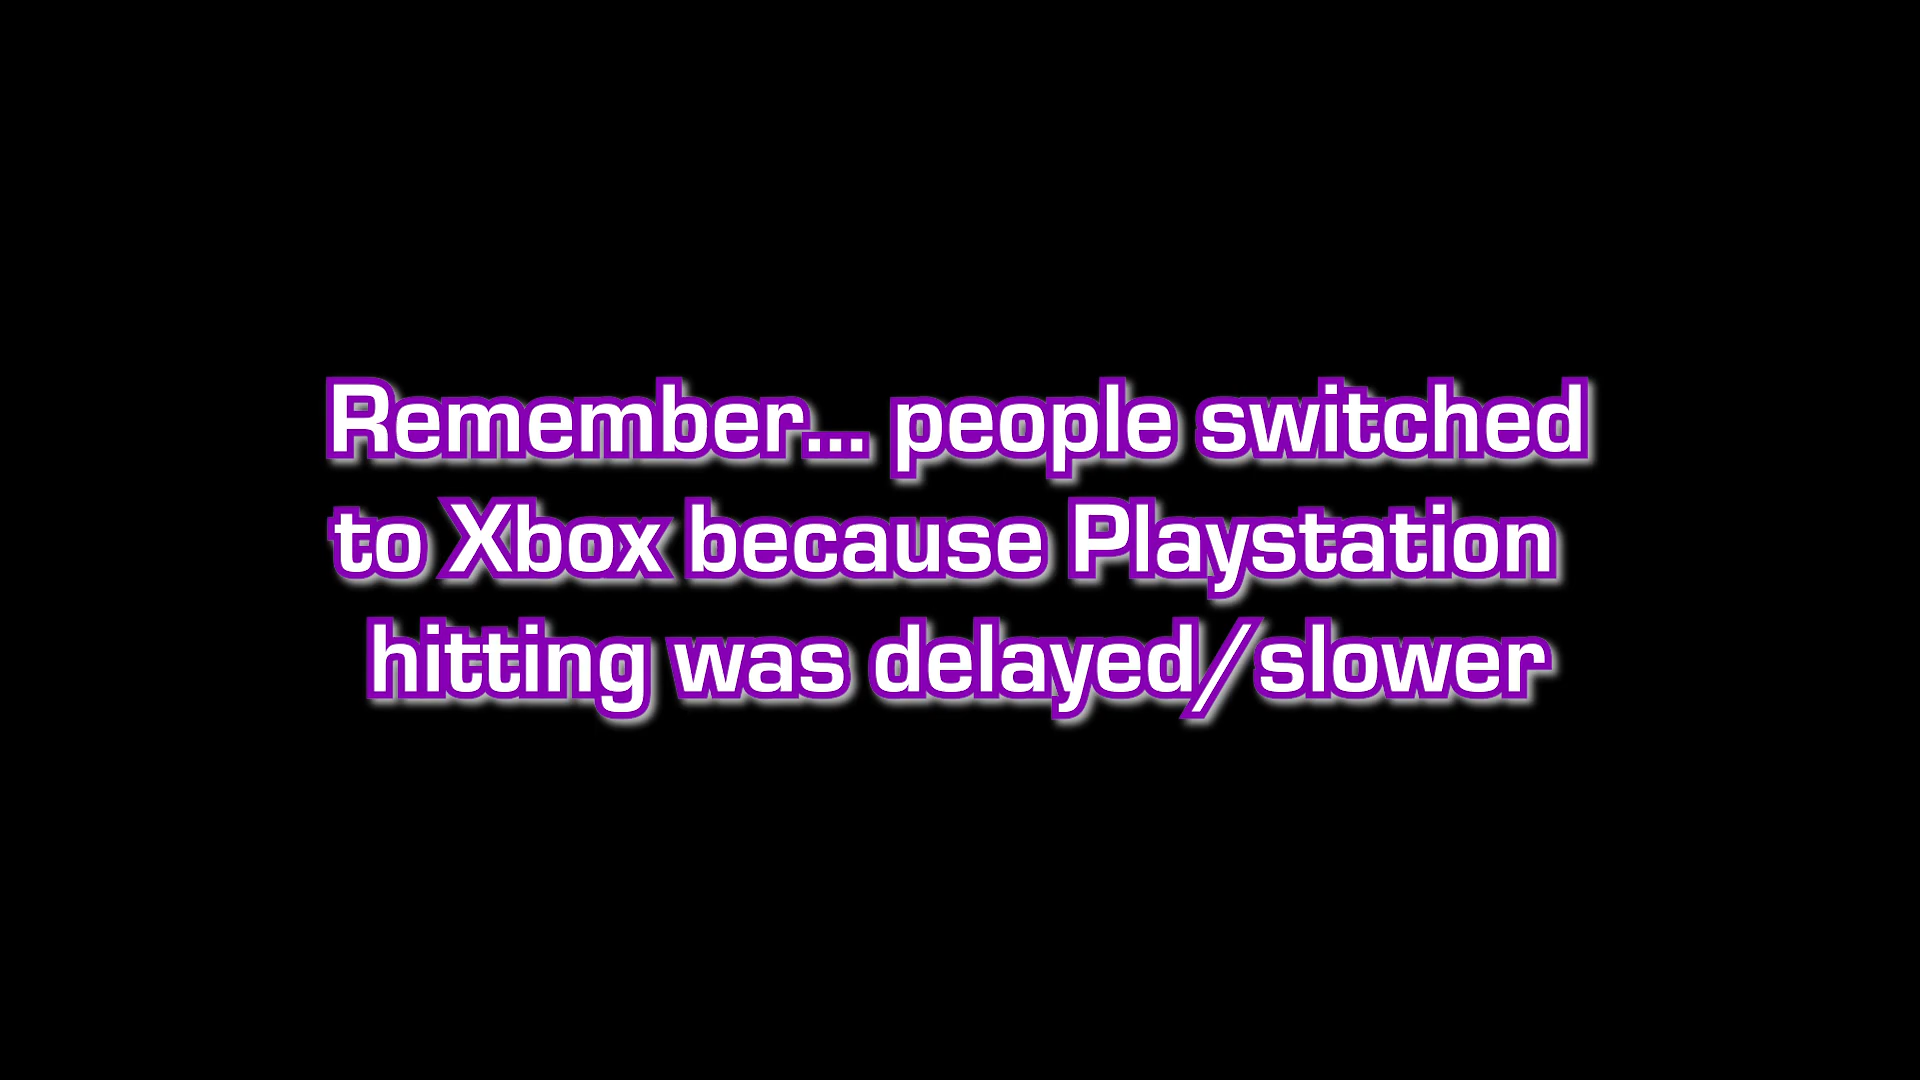 Remember... people switched
to Xbox because Playstation
hitting was delayed/slower